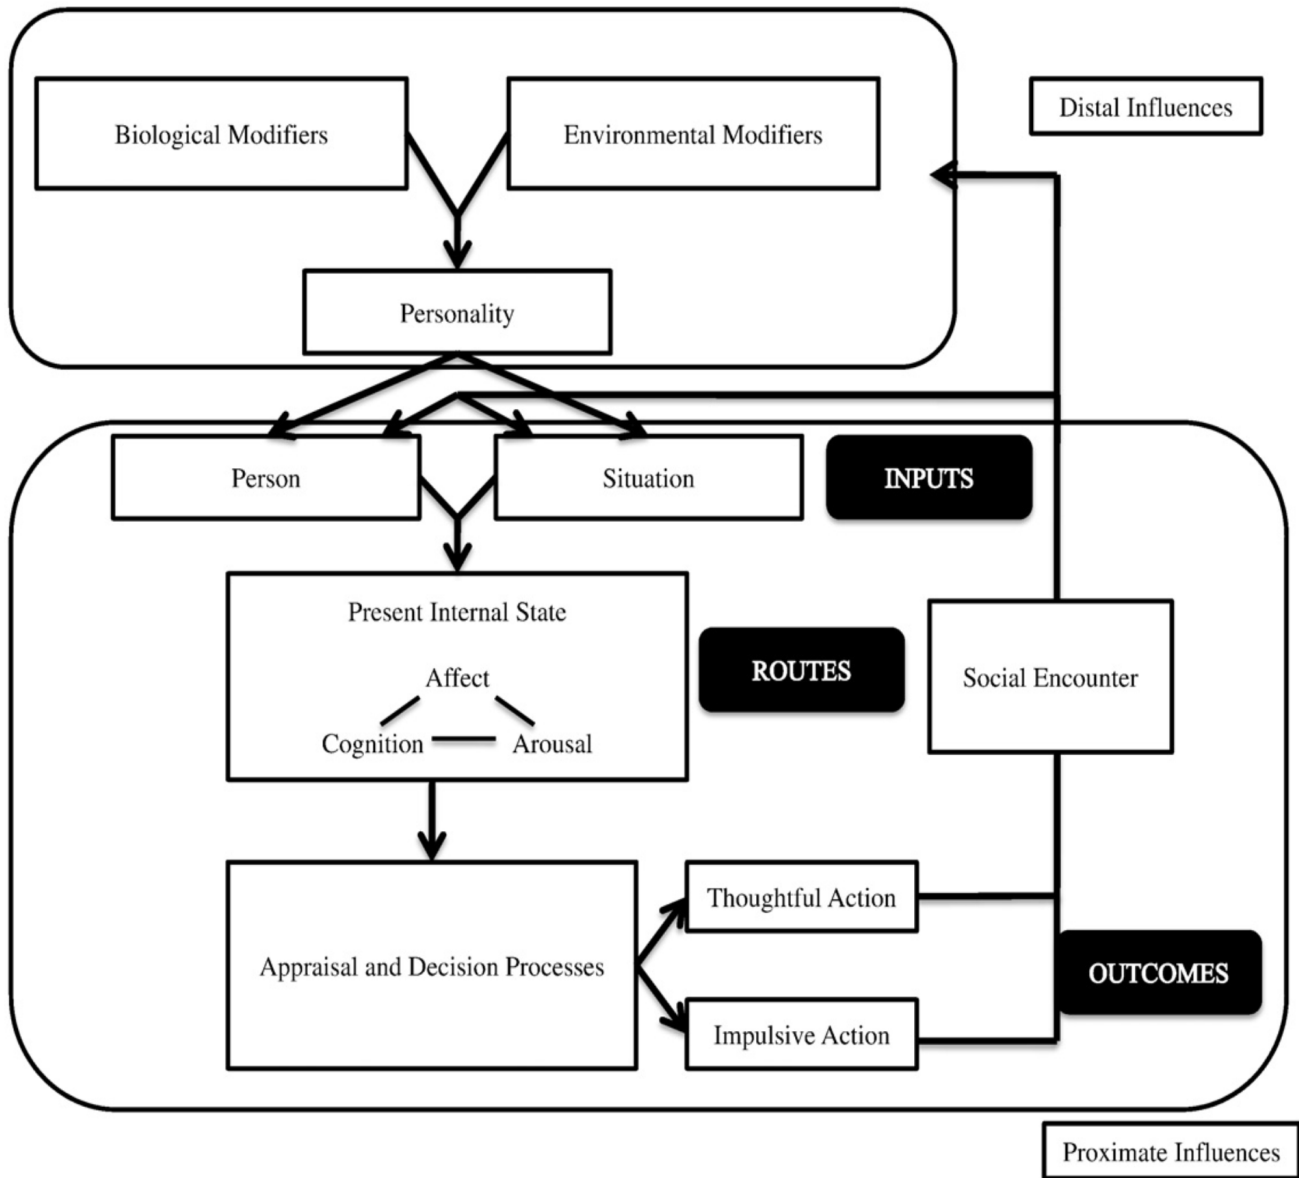 Distal Influences
Biological Modifiers
Environmental Modifiers
Personality
Person
Situation
INPUTS
Present Internal State
Affect
Cognition
Arousal
ROUTES
Social Encounter
Appraisal and Decision Processes
Thoughtful Action
Impulsive Action
OUTCOMES
Proximate Influences